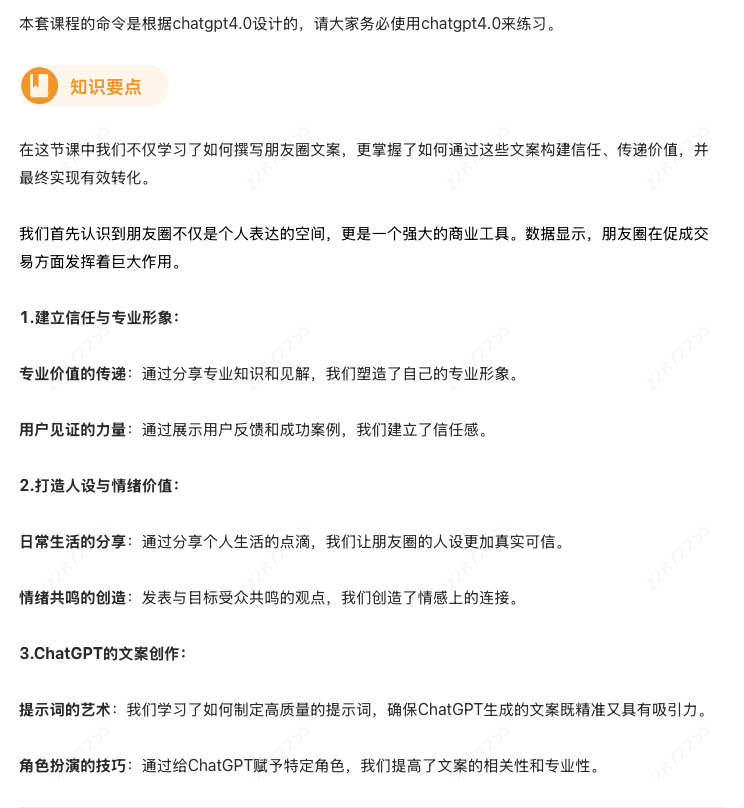 本套课程的命令是根据chatgpt4.0设计的，请大家务必使用chatgpt4.0来练习。
知识要点
在这节课中我们不仅学习了如何撰写朋友圈文案，更掌握了如何通过这些文案构建信任、传递价值，并
最终实现有效转化。
我们首先认识到朋友圈不仅是个人表达的空间，更是一个强大的商业工具。数据显示，朋友圈在促成交
易方面发挥着巨大作用。
1.建立信任与专业形象：
专业价值的传递：通过分享专业知识和见解，我们塑造了自己的专业形象。
用户见证的力量：通过展示用户反馈和成功案例，我们建立了信任感。
2.打造人设与情绪价值：
日常生活的分享：通过分享个人生活的点滴，我们让朋友圈的人设更加真实可信。
情绪共鸣的创造：发表与目标受众共鸣的观点，我们创造了情感上的连接。
3.ChatGPT的文案创作：
提示词的艺术：我们学习了如何制定高质量的提示词，确保ChatGPT生成的文案既精准又具有吸引力。
角色扮演的技巧：通过给ChatGPT赋予特定角色，我们提高了文案的相关性和专业性。
22872255